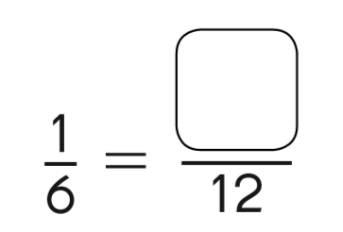 1/6 = □/12